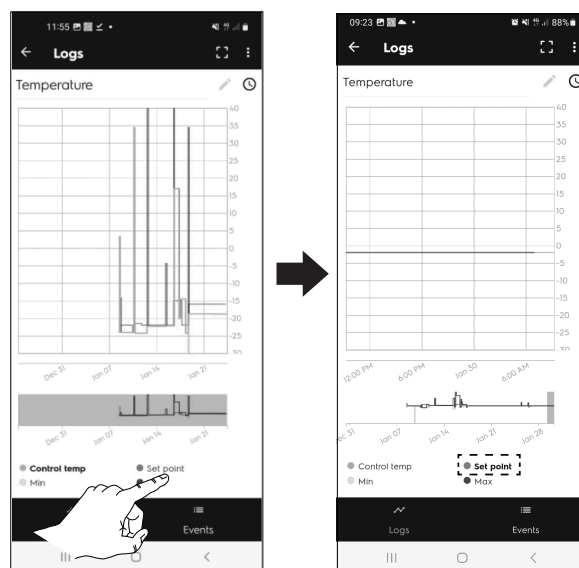 11:55
Logs
Temperature
40
35
30
25
20
15
10
5
0
-5
-10
-15
-20
-25
-30
Dec 31 Jan 07 Jan 14 Jan 21
Dec 31 Jan 07 Jan 14 Jan 21
Control temp Set point
Min
Events
09:23 88%
Logs
Temperature
40
35
30
25
20
15
10
5
0
-5
-10
-15
-20
-25
-30
12:00 PM 6:00 PM Jan 30 6:00 AM
Dec 31 Jan 07 Jan 14 Jan 21 Jan 28
Control temp Set point
Min Max
Logs Events